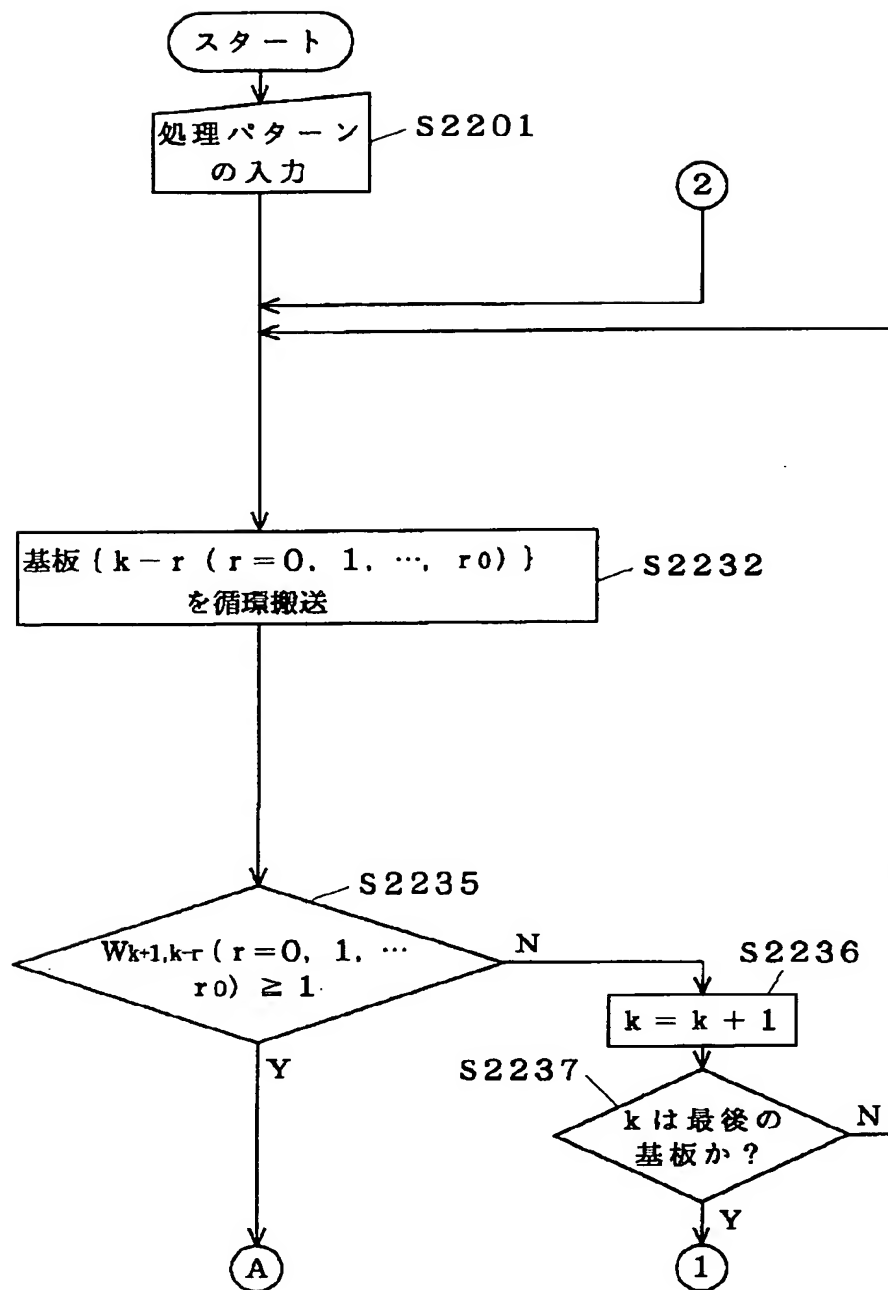 スタート
処理パターン
の入力
S2201
2
基板{k-r(r=0, 1, …, r0)}
を循環搬送
S2232
S2235
Wk+1,k-r(r=0, 1, …
r0)≧1
N
Y
S2236
k=k+1
S2237
kは最後の
基板か?
N
Y
A
1